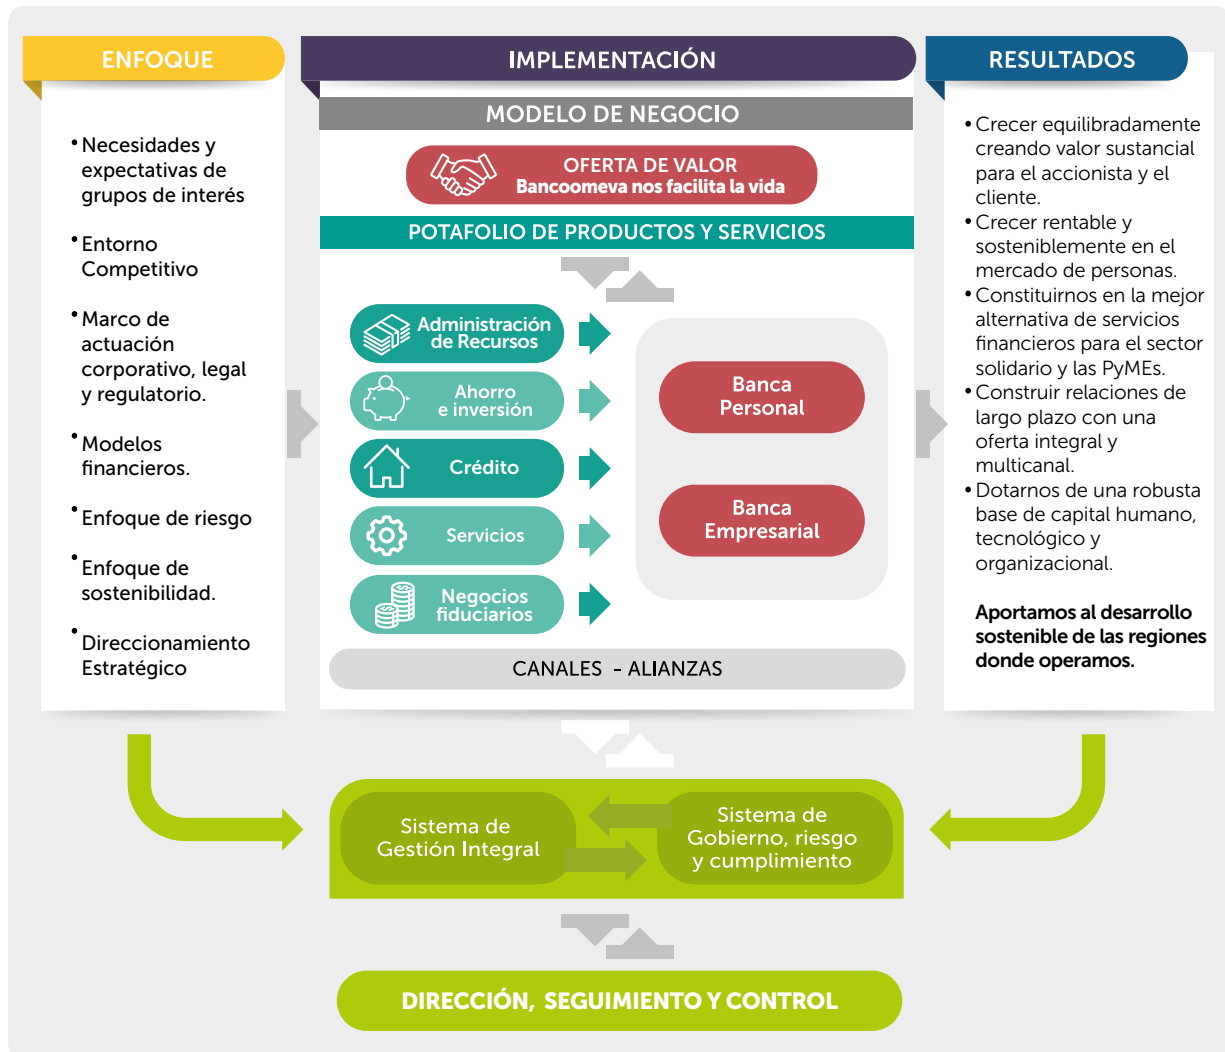 ENFOQUE
• Necesidades y
expectativas de
grupos de interés
• Entorno
Competitivo
• Marco de
actuación
corporativo, legal
y regulatorio.
• Modelos
financieros.
• Enfoque de riesgo
• Enfoque de
sostenibilidad.
• Direccionamiento
Estratégico
IMPLEMENTACIÓN
MODELO DE NEGOCIO
OFERTA DE VALOR
Bancoomeva nos facilita la vida
POTAFOLIO DE PRODUCTOS Y SERVICIOS
Administración
de Recursos
Ahorro
e inversión
Crédito
Servicios
Negocios
fiduciarios
Banca
Personal
Banca
Empresarial
CANALES - ALIANZAS
RESULTADOS
• Crecer equilibradamente
creando valor sustancial
para el accionista y el
cliente.
• Crecer rentable y
sosteniblemente en el
mercado de personas.
• Constituirnos en la mejor
alternativa de servicios
financieros para el sector
solidario y las PyMEs.
• Construir relaciones de
largo plazo con una
oferta integral y
multicanal.
• Dotarnos de una robusta
base de capital humano,
tecnológico y
organizacional.
Aportamos al desarrollo
sostenible de las regiones
donde operamos.
Sistema de
Gestión Integral
Sistema de
Gobierno, riesgo
y cumplimiento
DIRECCIÓN, SEGUIMIENTO Y CONTROL